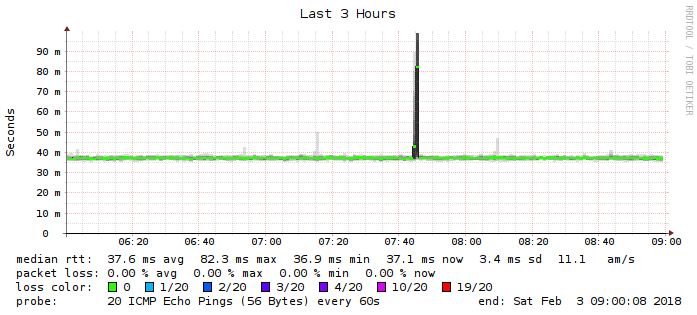 Last 3 Hours
RRDTOOL / TOBI OETIKER
Seconds
90 m
80 m
70 m
60 m
50 m
40 m
30 m
20 m
10 m
0
06:20 06:40 07:00 07:20 07:40 08:00 08:20 08:40 09:00
median rtt: 37.6 ms avg 82.3 ms max 36.9 ms min 37.1 ms now 3.4 ms sd 11.1 am/s
packet loss: 0.00 % avg 0.00 % max 0.00 % min 0.00 % now
loss color: 0 1/20 2/20 3/20 4/20 10/20 19/20
probe: 20 ICMP Echo Pings (56 Bytes) every 60s end: Sat Feb 3 09:00:08 2018